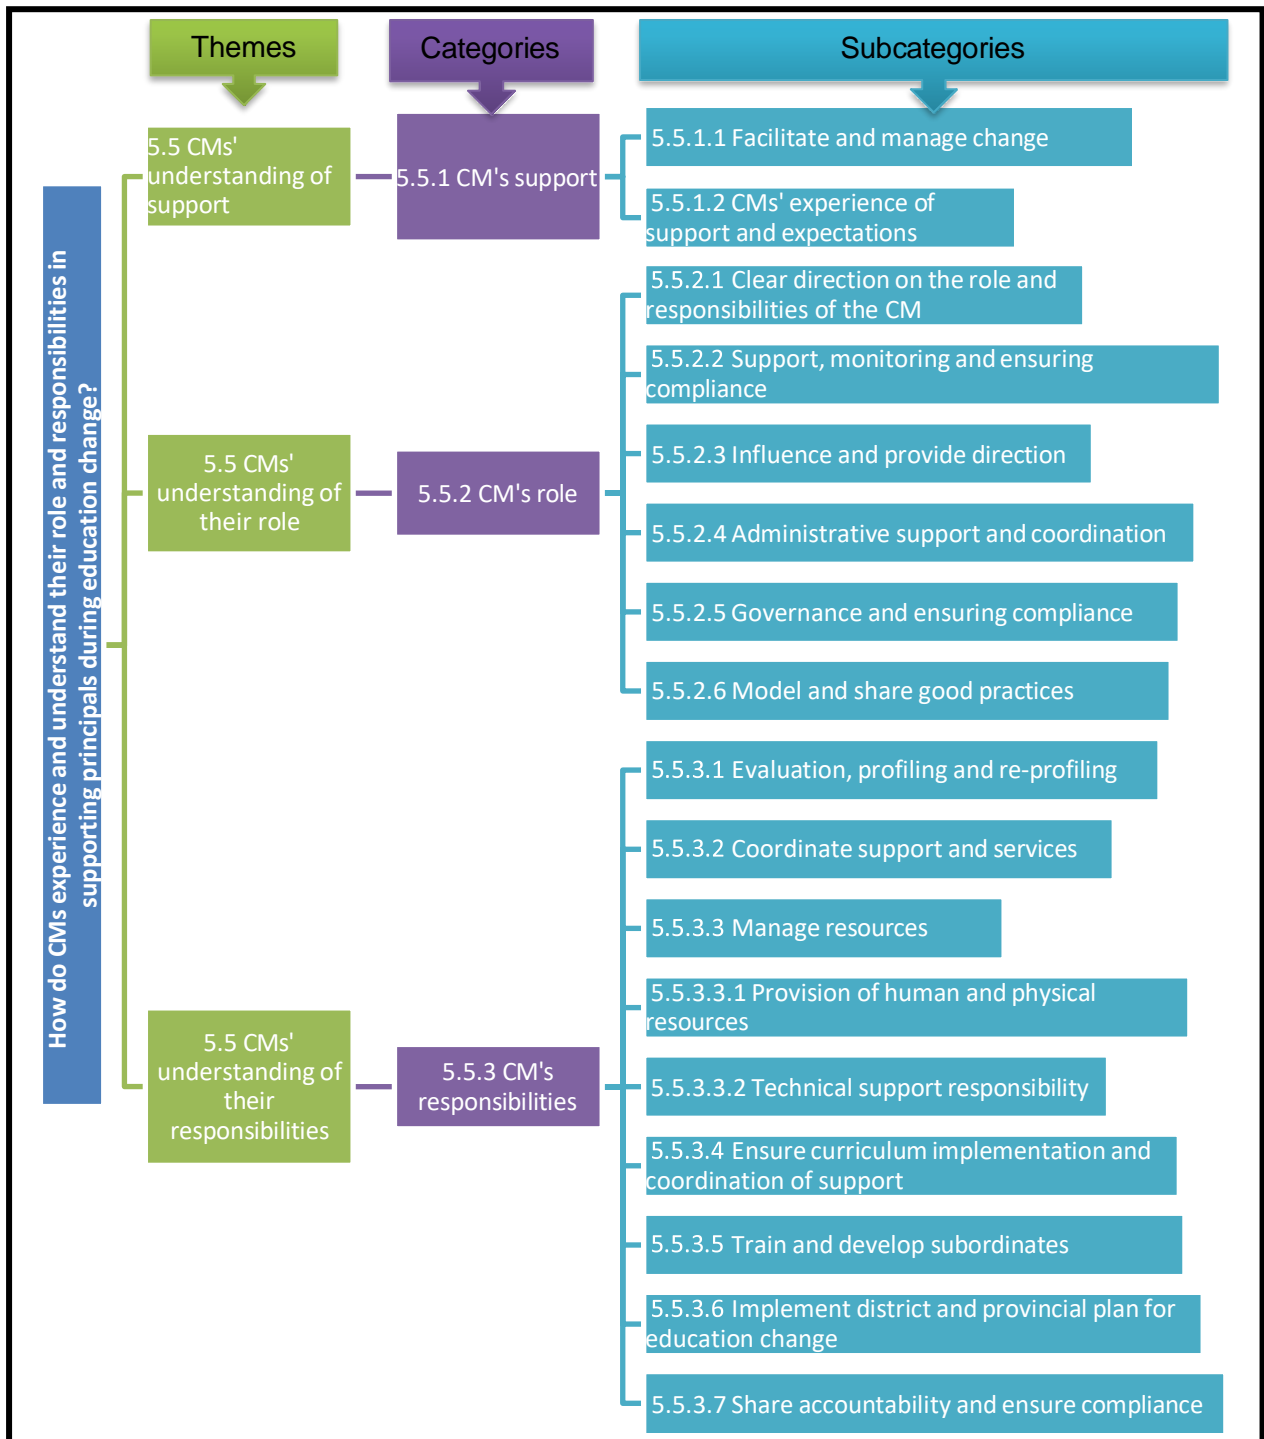 Themes
Categories
Subcategories
How do CMs experience and understand their role and responsibilities in
supporting principals during education change?
5.5 CMs'
understanding of
support
5.5.1 CM's support
5.5.1.1 Facilitate and manage change
5.5.1.2 CMs' experience of
support and expectations
5.5 CMs'
understanding of
their role
5.5.2 CM's role
5.5.2.1 Clear direction on the role and
responsibilities of the CM
5.5.2.2 Support, monitoring and ensuring
compliance
5.5.2.3 Influence and provide direction
5.5.2.4 Administrative support and coordination
5.5.2.5 Governance and ensuring compliance
5.5.2.6 Model and share good practices
5.5 CMs'
understanding of
their
responsibilities
5.5.3 CM's
responsibilities
5.5.3.1 Evaluation, profiling and re-profiling
5.5.3.2 Coordinate support and services
5.5.3.3 Manage resources
5.5.3.3.1 Provision of human and physical
resources
5.5.3.3.2 Technical support responsibility
5.5.3.4 Ensure curriculum implementation and
coordination of support
5.5.3.5 Train and develop subordinates
5.5.3.6 Implement district and provincial plan for
education change
5.5.3.7 Share accountability and ensure compliance